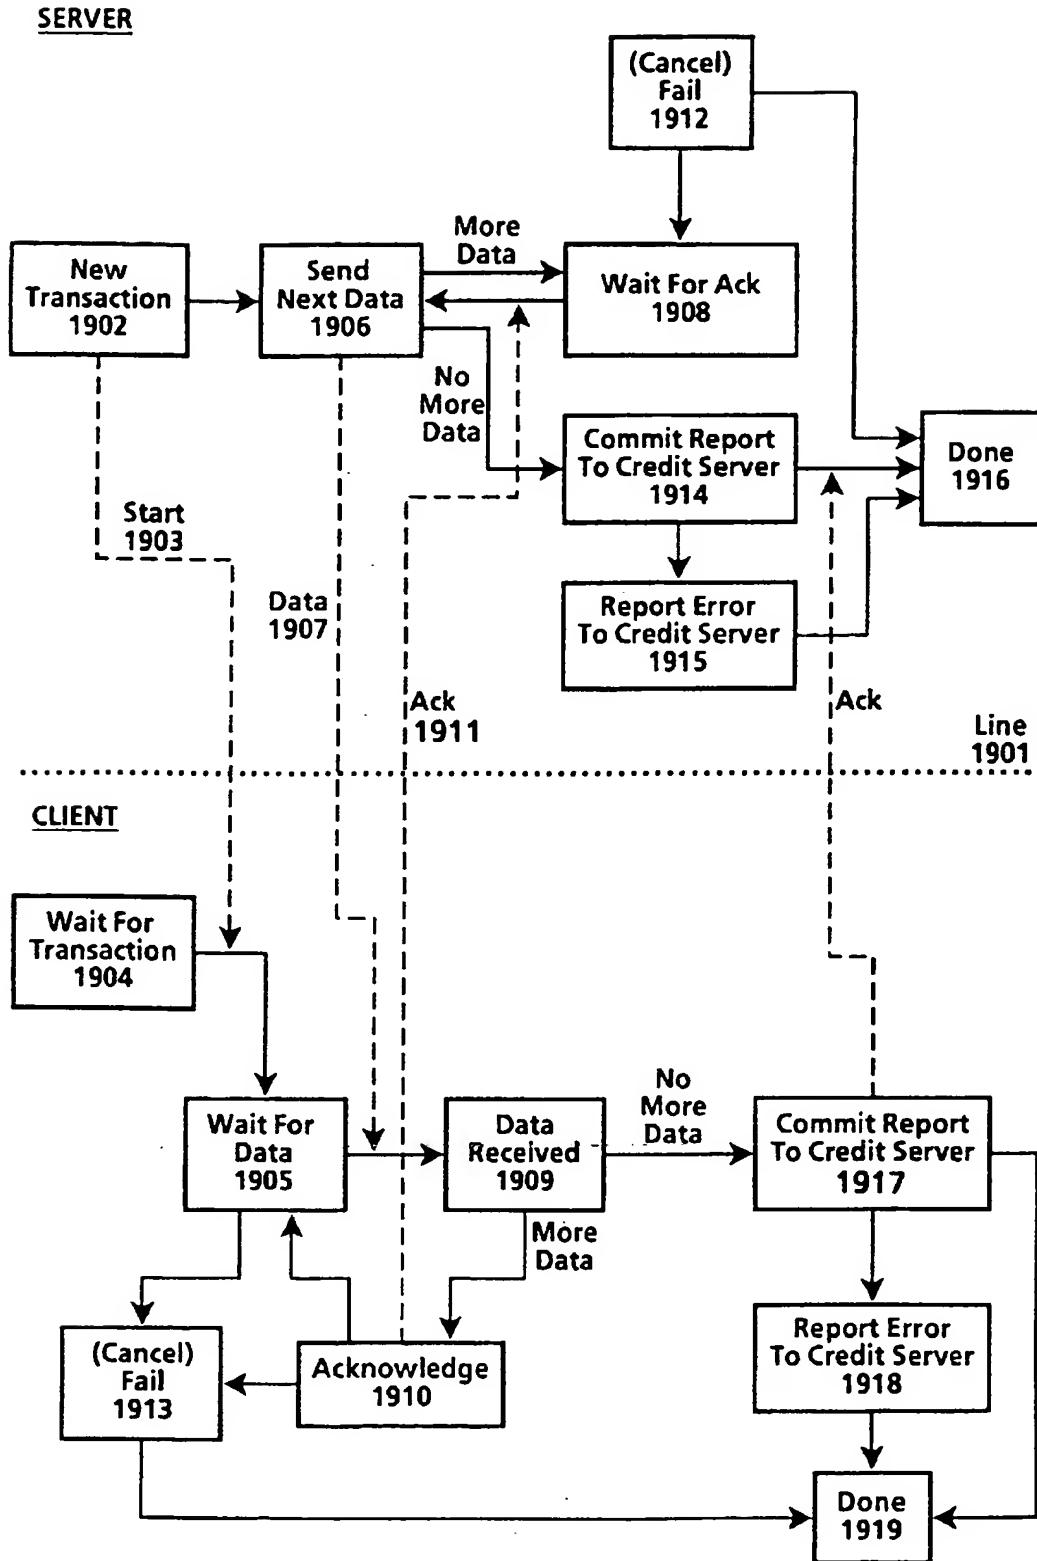 SERVER
(Cancel)
Fail
1912
New
Transaction
1902
Send
Next Data
1906
More
Data
Wait For Ack
1908
No
More
Data
Commit Report
To Credit Server
1914
Done
1916
Start
1903
Data
1907
Report Error
To Credit Server
1915
Ack
1911
Ack
Line
1901
CLIENT
Wait For
Transaction
1904
Wait For
Data
1905
Data
Received
1909
No
More
Data
Commit Report
To Credit Server
1917
More
Data
(Cancel)
Fail
1913
Acknowledge
1910
Report Error
To Credit Server
1918
Done
1919